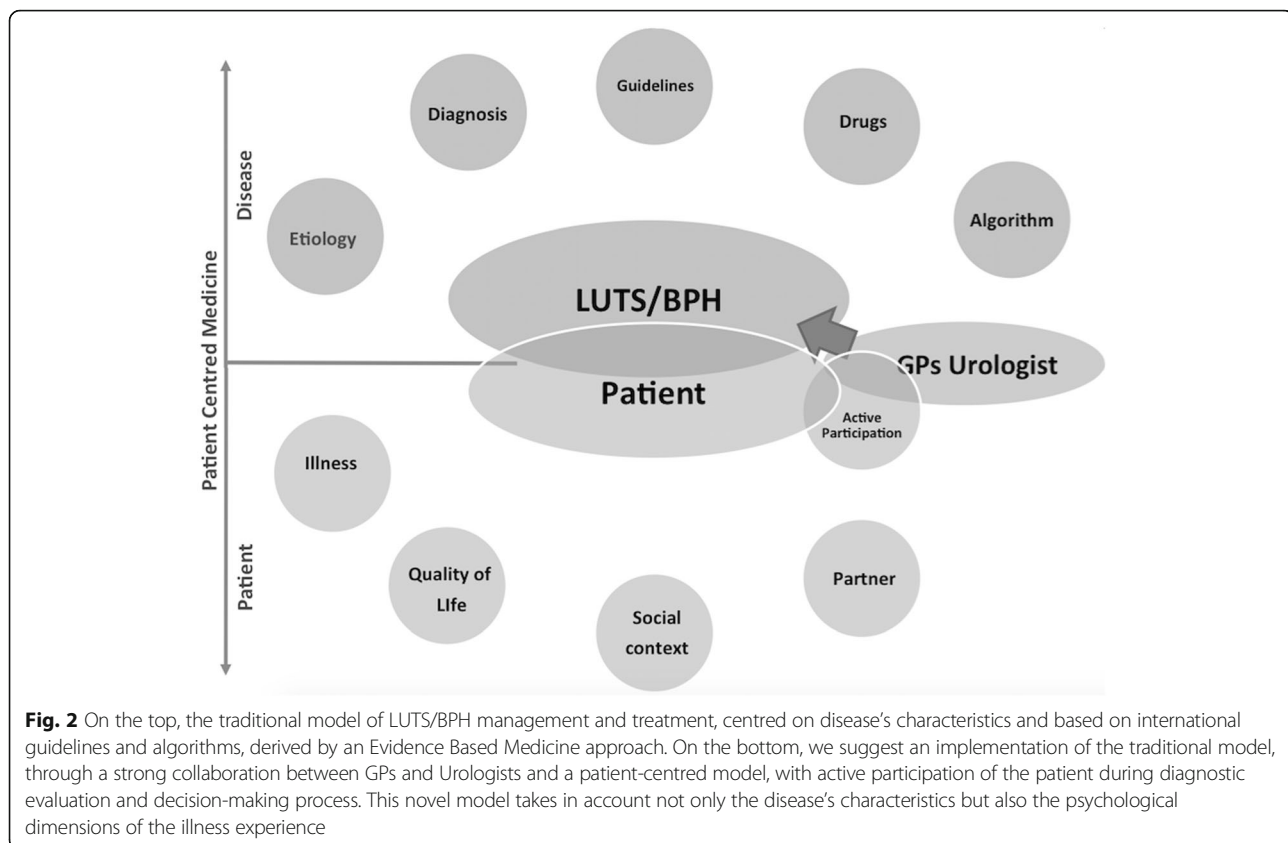 Guidelines
Diagnosis
Drugs
Disease
Algorithm
Etiology
LUTS/BPH
Patient Centred Medicine
GPs Urologist
Patient
Active
Participation
Illness
Patient
Quality of
LIfe
Partner
Social
context
Fig. 2 On the top, the traditional model of LUTS/BPH management and treatment, centred on disease's characteristics and based on international
guidelines and algorithms, derived by an Evidence Based Medicine approach. On the bottom, we suggest an implementation of the traditional model,
through a strong collaboration between GPs and Urologists and a patient-centred model, with active participation of the patient during diagnostic
evaluation and decision-making process. This novel model takes in account not only the disease's characteristics but also the psychological
dimensions of the illness experience